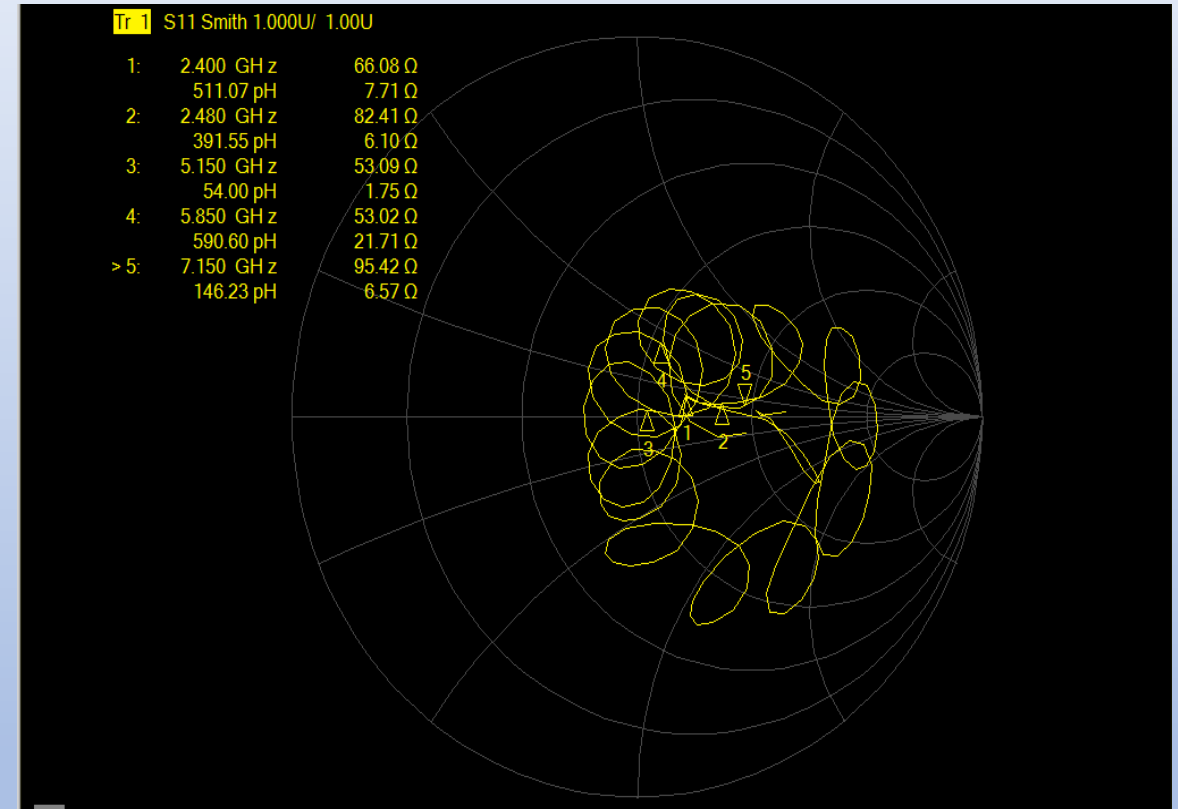 Tr 1 S11 Smith 1.000U/ 1.00U
1: 2.400 GHz 66.08 Ω
511.07 pH 7.71 Ω
2: 2.480 GHz 82.41 Ω
391.55 pH 6.10 Ω
3: 5.150 GHz 53.09 Ω
54.00 pH 1.75 Ω
4: 5.850 GHz 53.02 Ω
590.60 pH 21.71 Ω
> 5: 7.150 GHz 95.42 Ω
146.23 pH 6.57 Ω
5
4
1
2
3